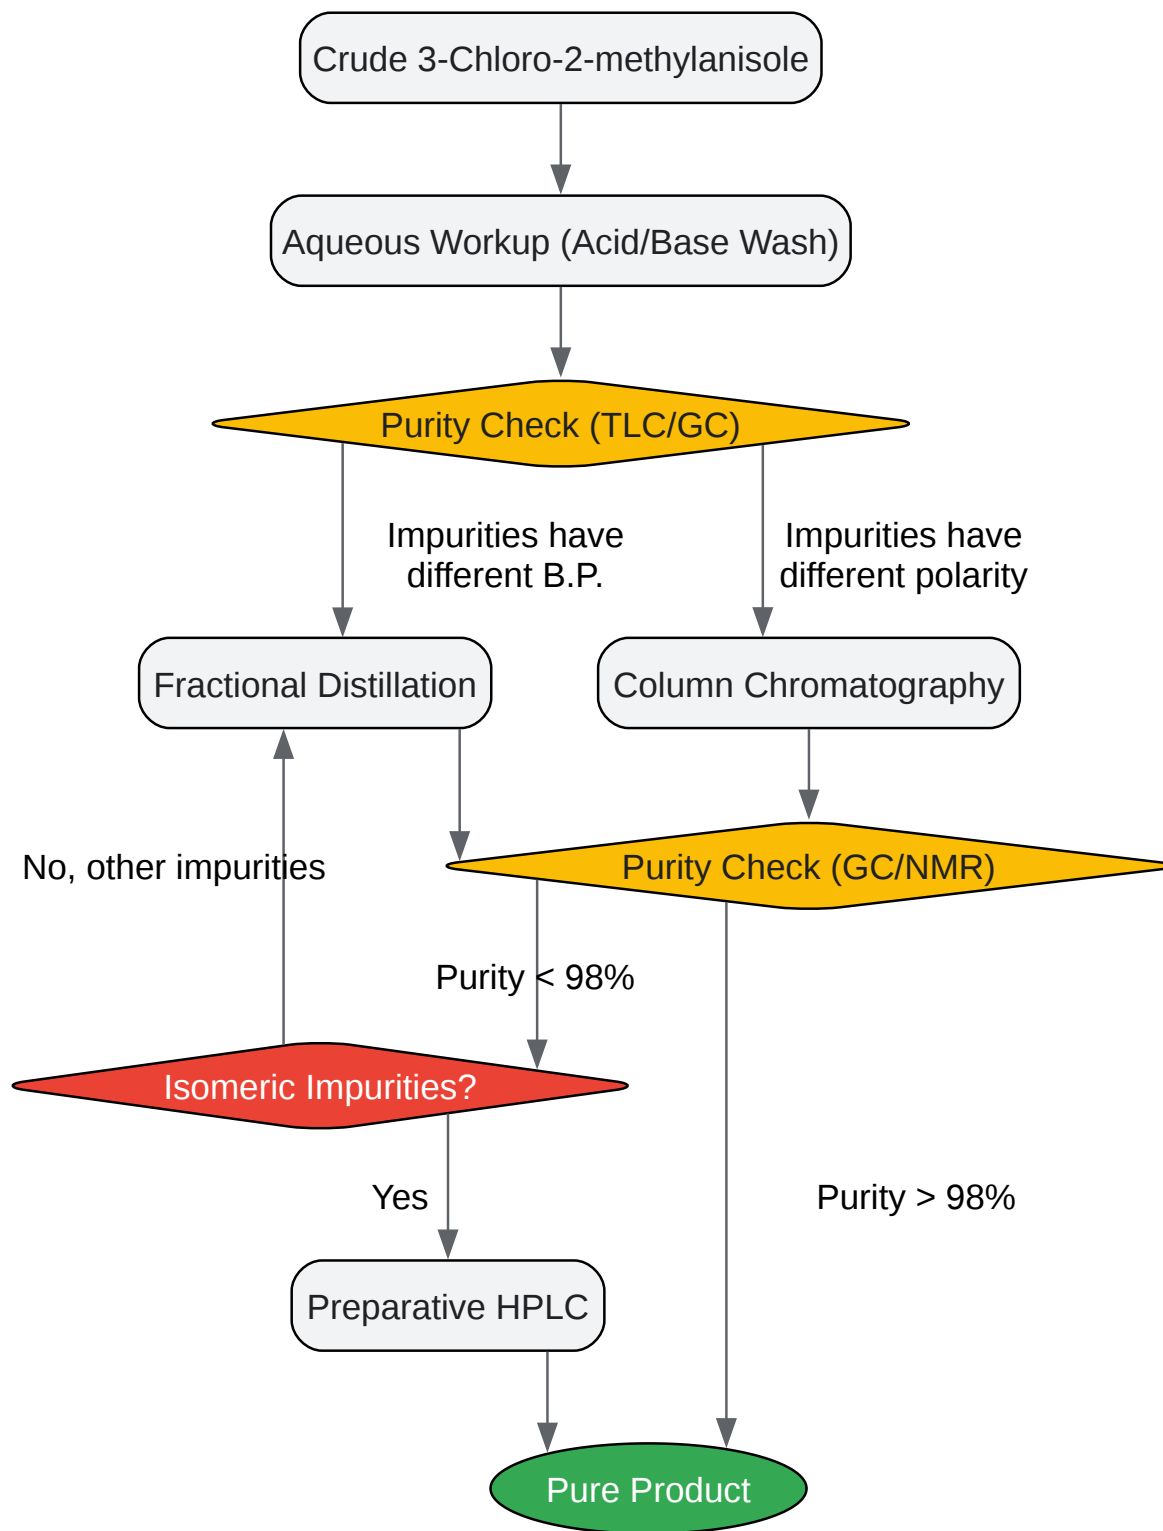 Crude 3-Chloro-2-methylanisole
Aqueous Workup (Acid/Base Wash)
Purity Check (TLC/GC)
Impurities have
different B.P.
Impurities have
different polarity
Fractional Distillation
Column Chromatography
No, other impurities
Purity Check (GC/NMR)
Purity < 98%
Isomeric Impurities?
Yes
Purity > 98%
Preparative HPLC
Pure Product